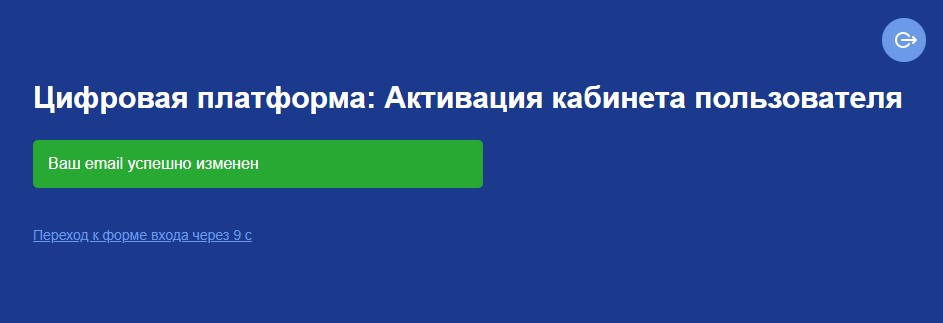 Цифровая платформа: Активация кабинета пользователя
Ваш email успешно изменен
Переход к форме входа через 9 с